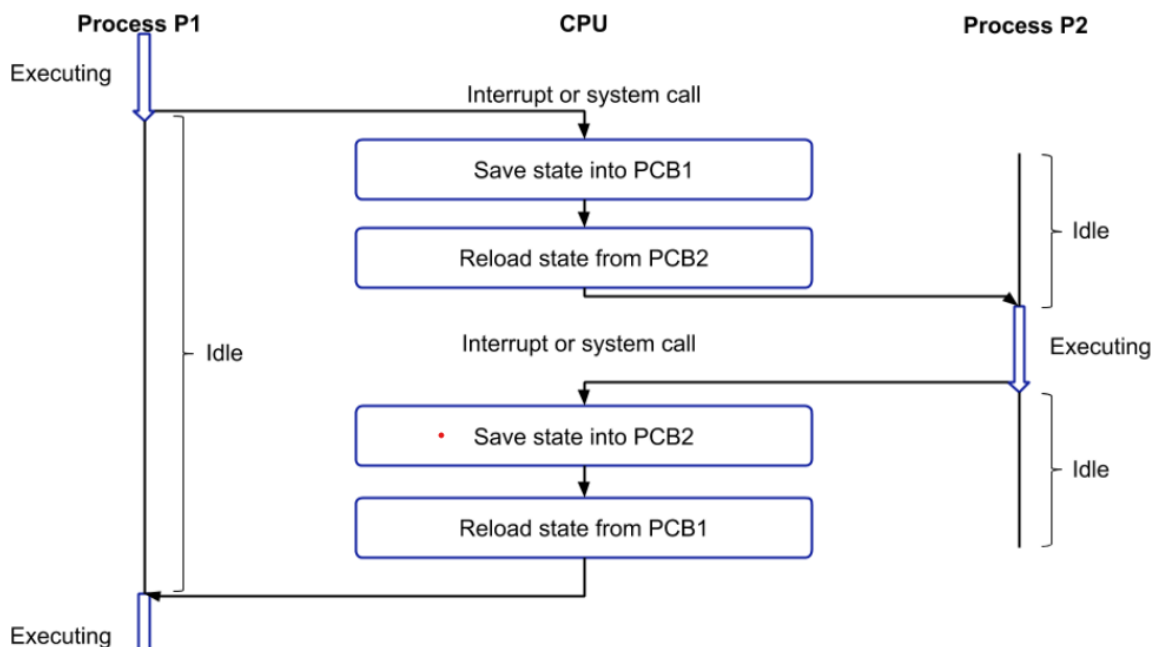 Process P1
CPU
Process P2
Executing
Interrupt or system call
Save state into PCB1
Idle
Reload state from PCB2
Interrupt or system call
Executing
Idle
Save state into PCB2
Idle
Reload state from PCB1
Executing